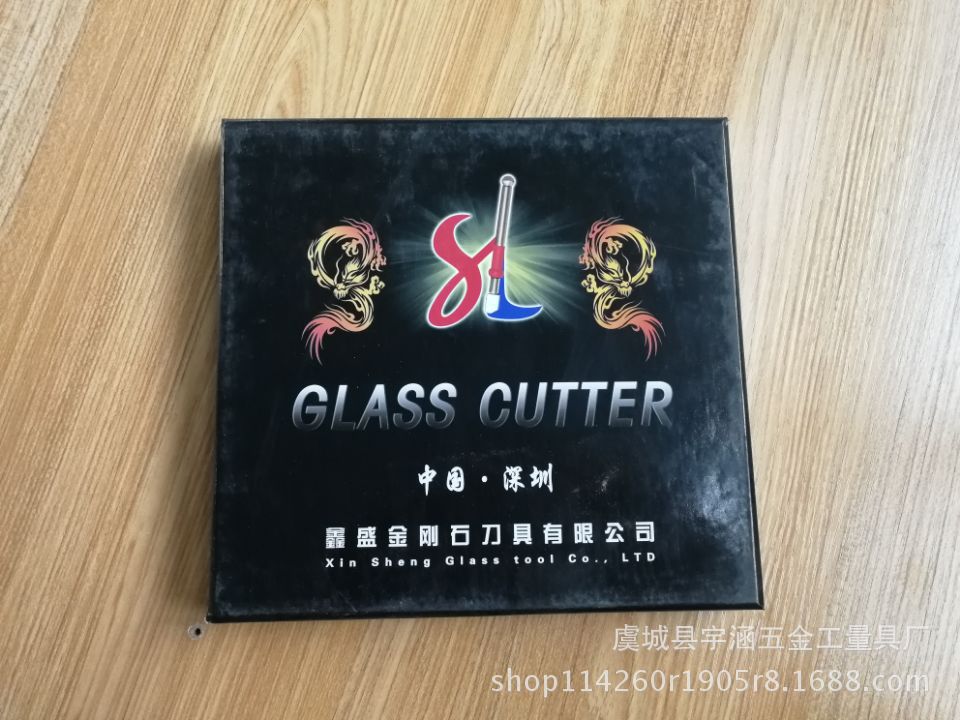 GLASS CUTTER
中国·深圳
鑫盛金刚石刀具有限公司
Xin Sheng Glass tool Co., LTD
虞城县宇涵五金工量具厂
shop114260r1905r8.1688.com